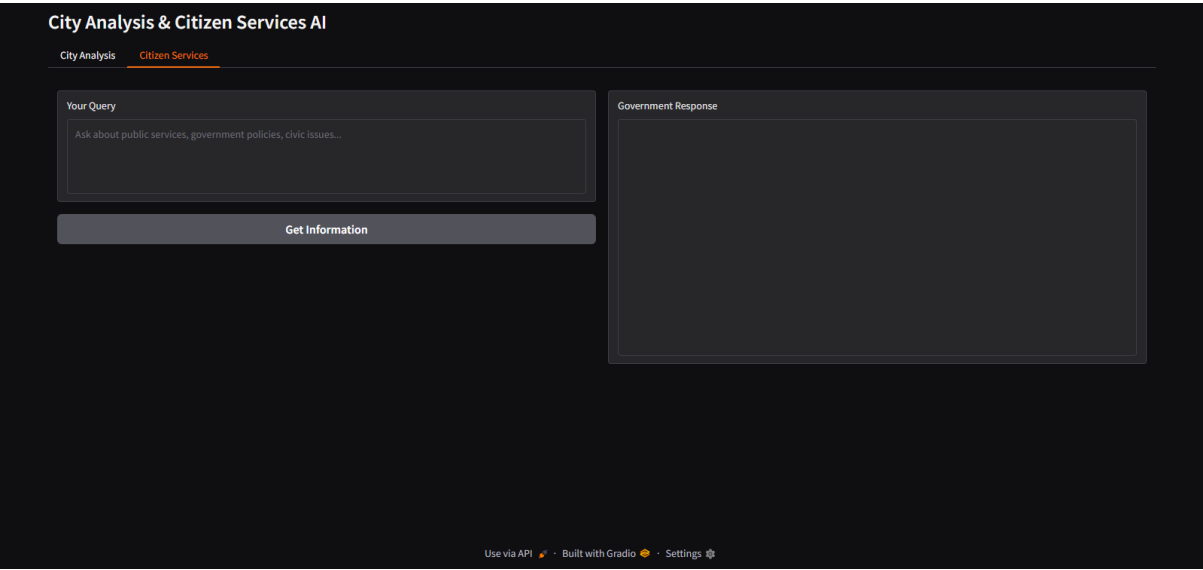 City Analysis & Citizen Services AI
City Analysis Citizen Services
Your Query
Ask about public services, government policies, civic issues...
Get Information
Government Response
Use via API 🚀 · Built with Gradio · Settings ⚙️